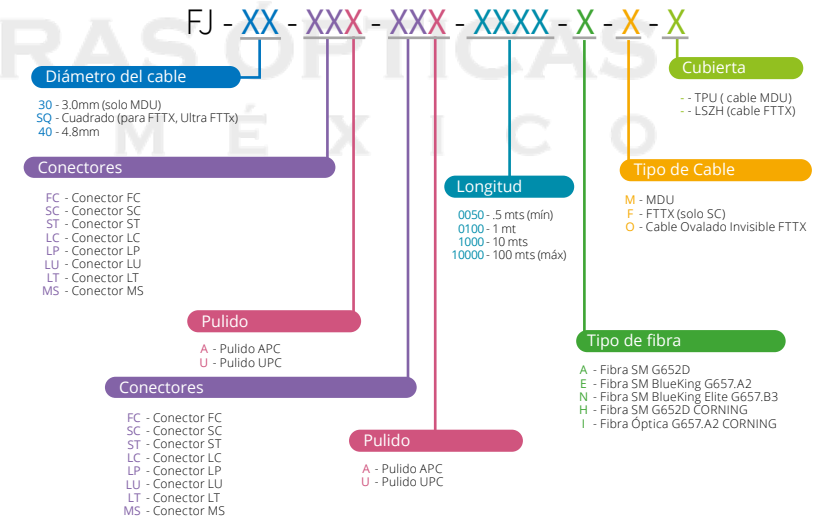 FJ - XX - XXX - XXX - XXXX - X - X - X
RAS ÓPTICAS
MÉXICO
Diámetro del cable
30 - 3.0mm (solo MDU)
SQ - Cuadrado (para FTTX, Ultra FTTx)
40 - 4.8mm
Conectores
FC - Conector FC
SC - Conector SC
ST - Conector ST
LC - Conector LC
LP - Conector LP
LU - Conector LU
LT - Conector LT
MS - Conector MS
Pulido
A - Pulido APC
U - Pulido UPC
Conectores
FC - Conector FC
SC - Conector SC
ST - Conector ST
LC - Conector LC
LP - Conector LP
LU - Conector LU
LT - Conector LT
MS - Conector MS
Pulido
A - Pulido APC
U - Pulido UPC
Longitud
0050 - .5 mts (mín)
0100 - 1 mt
1000 - 10 mts
10000 - 100 mts (máx)
Tipo de fibra
A - Fibra SM G652D
E - Fibra SM BlueKing G657.A2
N - Fibra SM BlueKing Elite G657.B3
H - Fibra SM G652D CORNING
I - Fibra Óptica G657.A2 CORNING
Tipo de Cable
M - MDU
F - FTTX (solo SC)
O - Cable Ovalado Invisible FTTX
Cubierta
- - TPU ( cable MDU)
- - LSZH (cable FTTX)